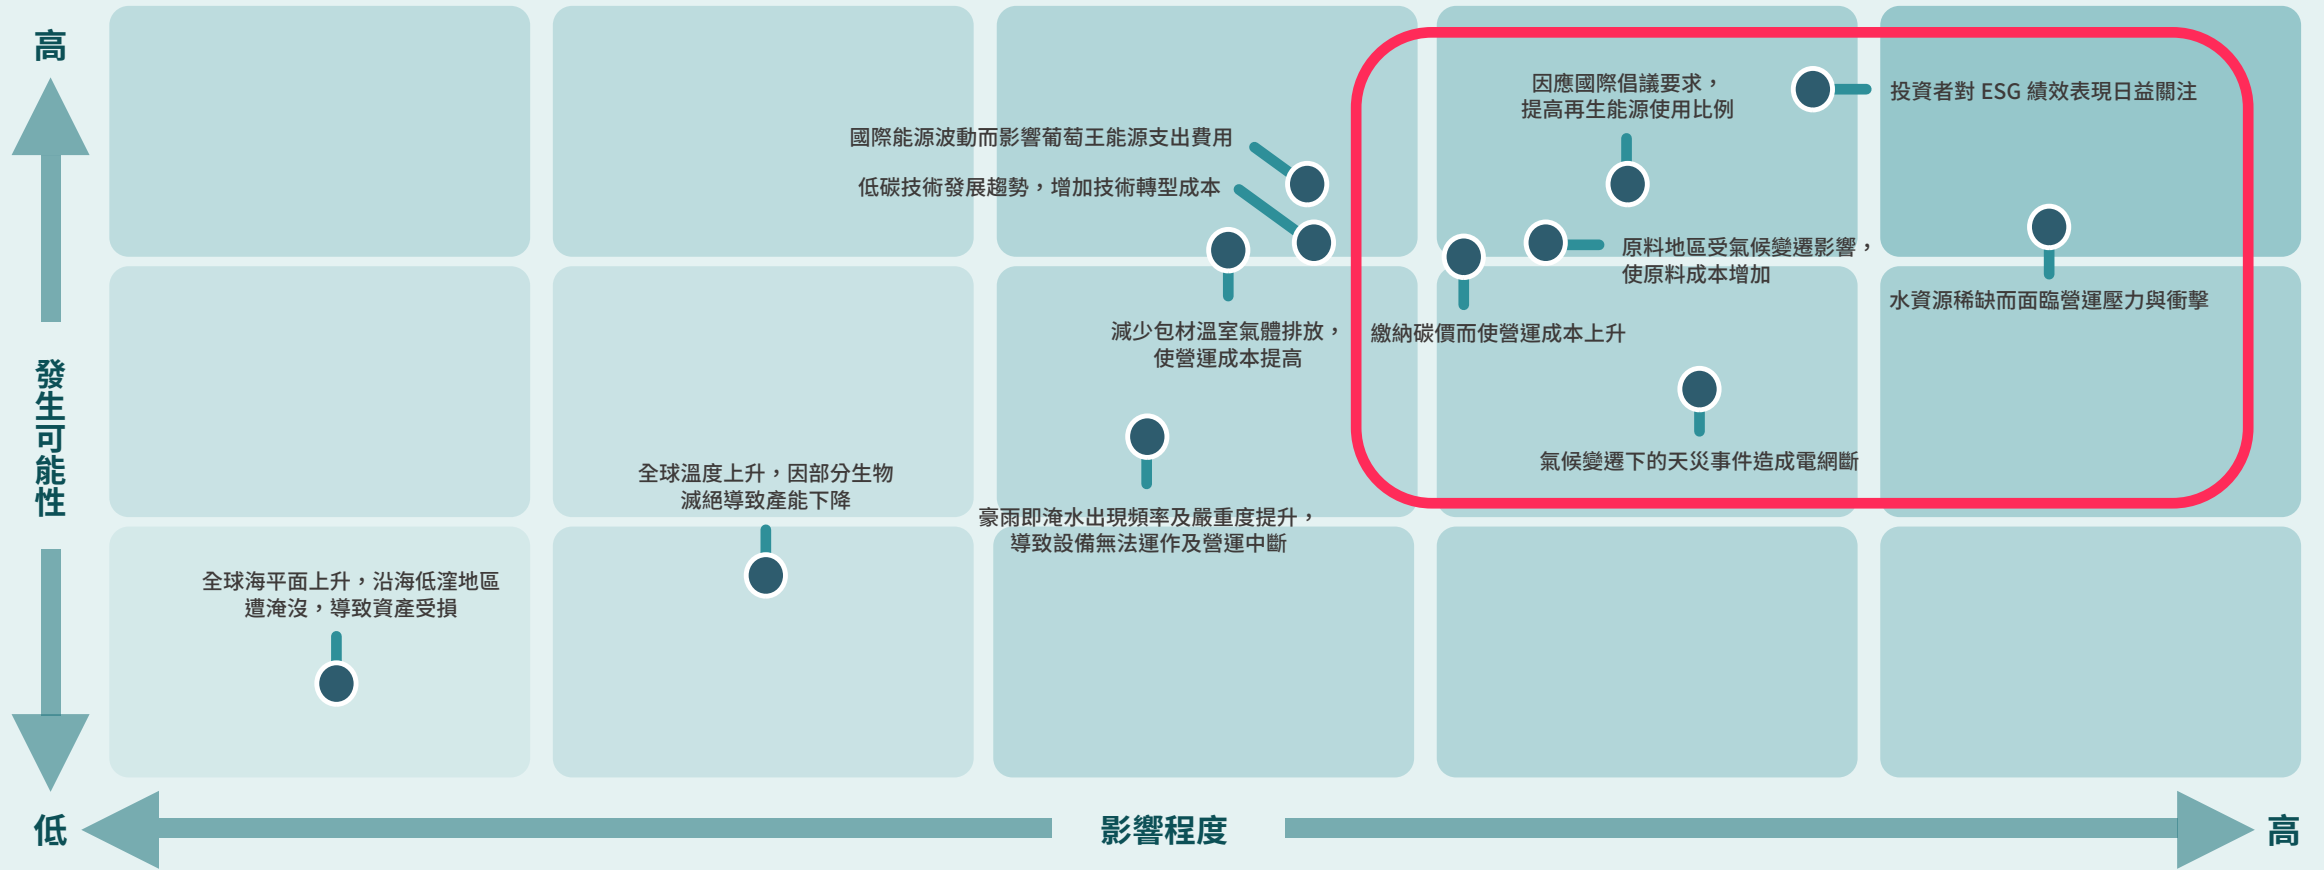 高
發生可能性
低
因應國際倡議要求，
提高再生能源使用比例
投資者對 ESG 績效表現日益關注
國際能源波動而影響葡萄王能源支出費用
低碳技術發展趨勢，增加技術轉型成本
原料地區受氣候變遷影響，
使原料成本增加
水資源稀缺而面臨營運壓力與衝擊
減少包材溫室氣體排放，
使營運成本提高
繳納碳價而使營運成本上升
氣候變遷下的天災事件造成電網斷
全球溫度上升，因部分生物
滅絕導致產能下降
豪雨即淹水出現頻率及嚴重度提升，
導致設備無法運作及營運中斷
全球海平面上升，沿海低窪地區
遭淹沒，導致資產受損
影響程度
高